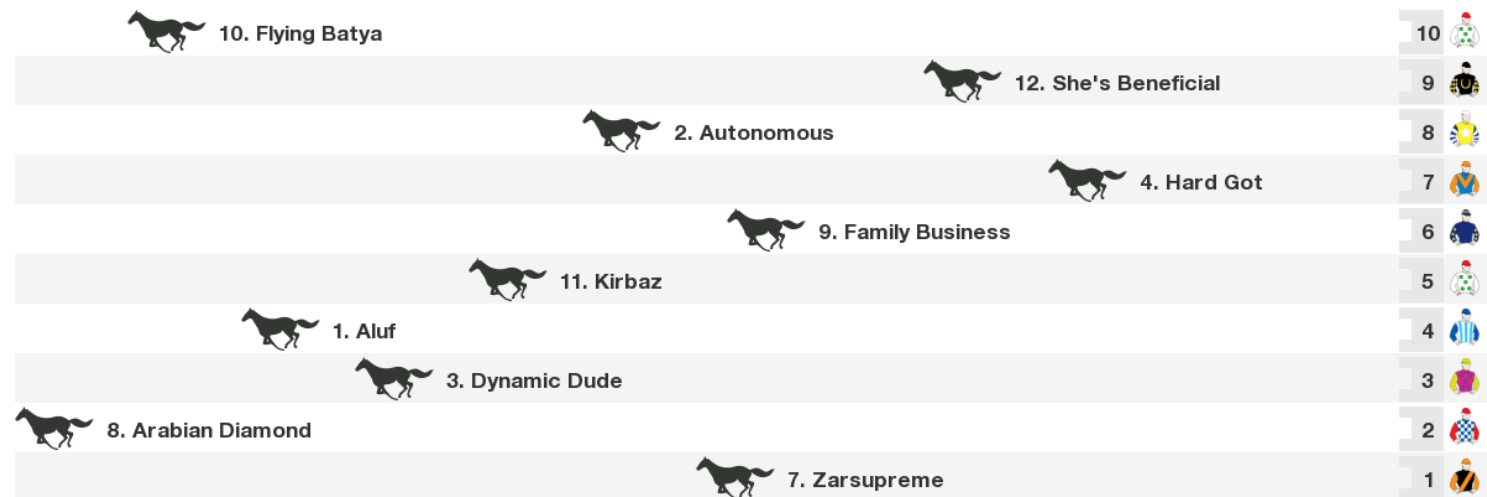 10. Flying Batya 10
12. She's Beneficial 9
2. Autonomous 8
4. Hard Got 7
9. Family Business 6
11. Kirbaz 5
1. Aluf 4
3. Dynamic Dude 3
8. Arabian Diamond 2
7. Zarsupreme 1